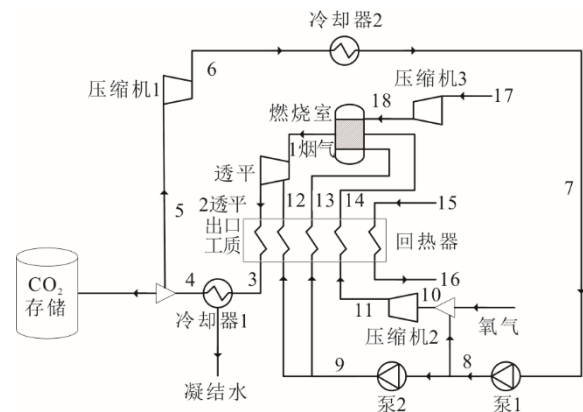 冷却器2
6
压缩机1
压缩机3
18
17
燃烧室
1烟气
透平
7
5
2透平
出口
工质
12
13
14
15
回热器
16
CO2
存储
4
3
冷却器1
11
10
压缩机2
氧气
凝结水
9
8
泵2
泵1